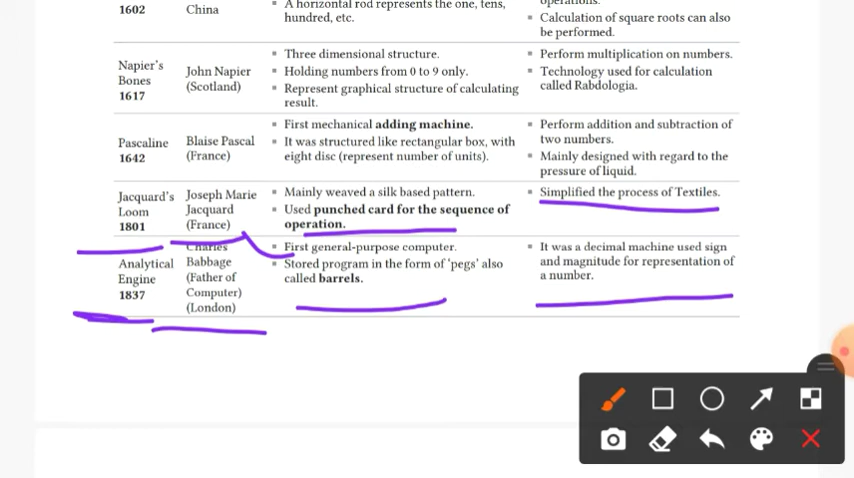 1602
China
A horizontal rod represents the one, tens,
hundred, etc.
operations.
Calculation of square roots can also
be performed.
Napier's
Bones
1617
John Napier
(Scotland)
Three dimensional structure.
Holding numbers from 0 to 9 only.
Represent graphical structure of calculating
result.
Perform multiplication on numbers.
Technology used for calculation
called Rabdologia.
Pascaline
1642
Blaise Pascal
(France)
First mechanical adding machine.
It was structured like rectangular box, with
eight disc (represent number of units).
Perform addition and subtraction of
two numbers.
Mainly designed with regard to the
pressure of liquid.
Jacquard's
Loom
1801
Joseph Marie
Jacquard
(France)
Mainly weaved a silk based pattern.
Used punched card for the sequence of
operation.
Simplified the process of Textiles.
Analytical
Engine
1837
Charles
Babbage
(Father of
Computer)
(London)
First general-purpose computer.
Stored program in the form of 'pegs' also
called barrels.
It was a decimal machine used sign
and magnitude for representation of
a number.